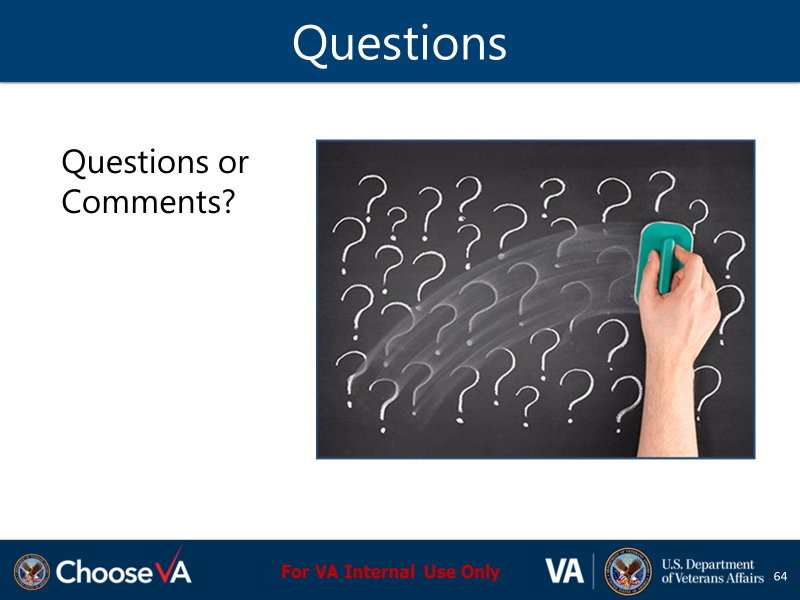 Questions
Questions or
Comments?
Choose VA
For VA Internal Use Only
VA
U.S. Department
of Veterans Affairs
64